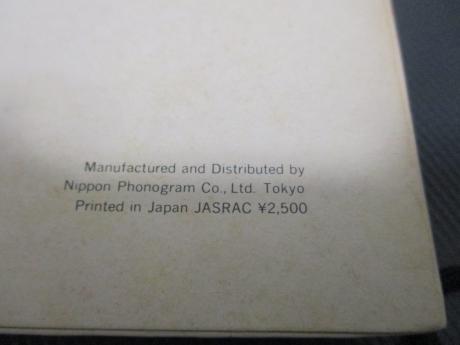 Manufactured and Distributed by
Nippon Phonogram Co., Ltd. Tokyo
Printed in Japan JASRAC ¥2,500